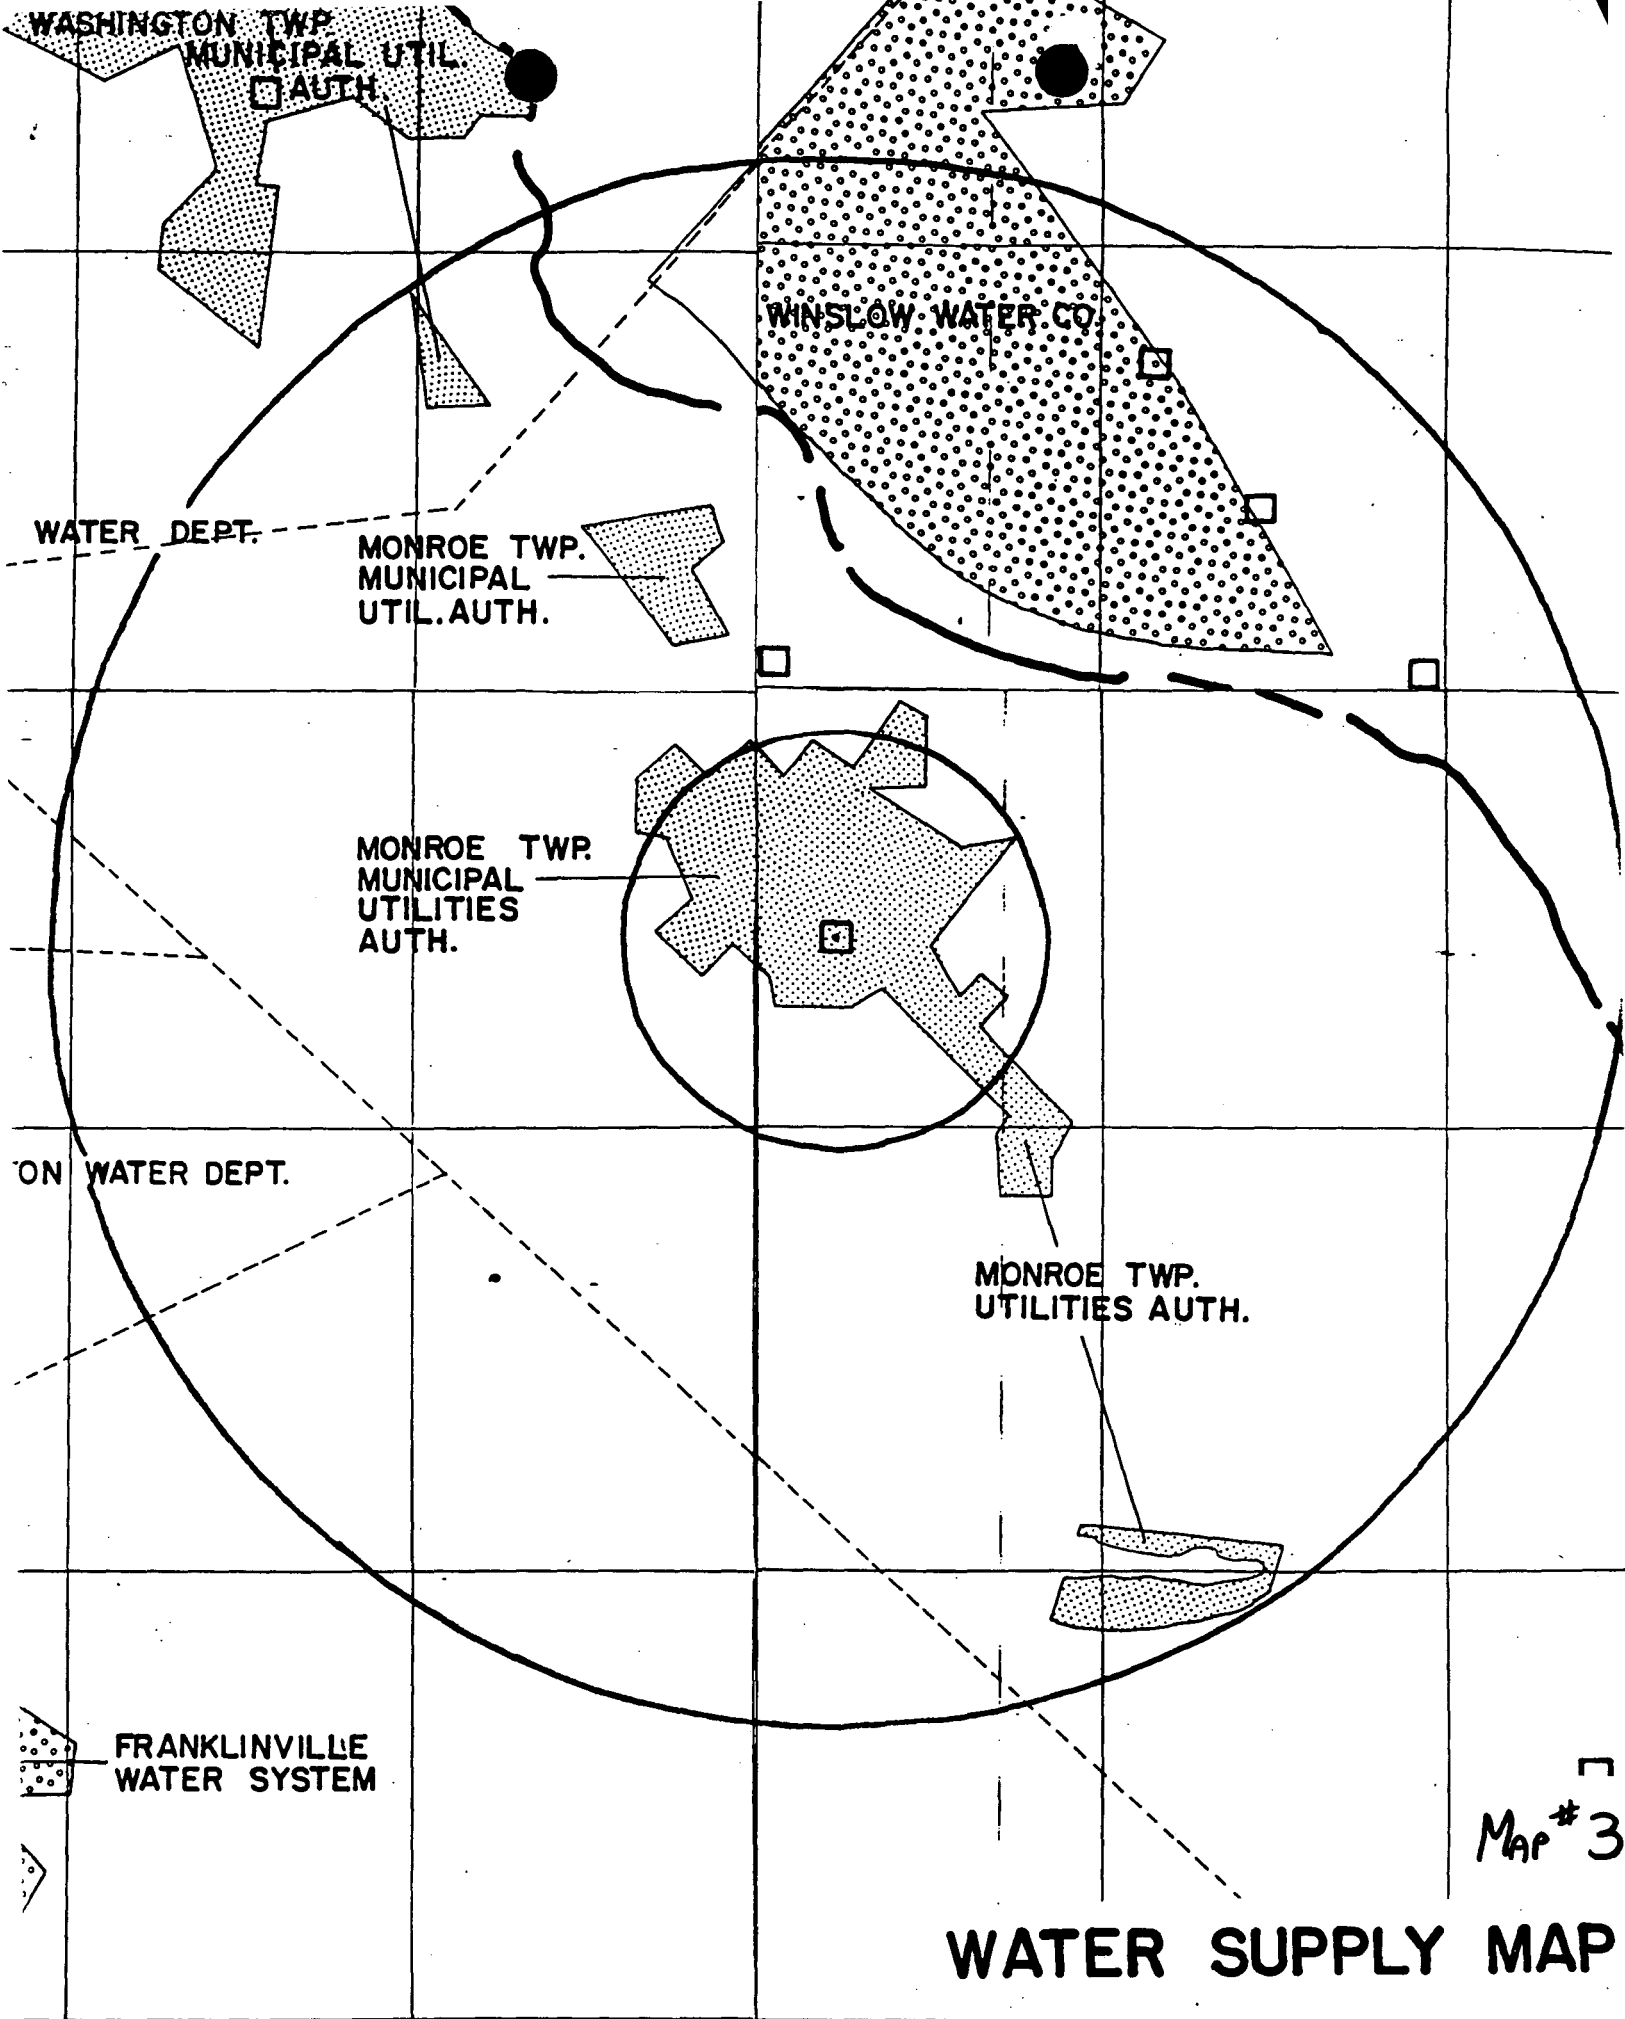 WASHINGTON TWP.
MUNICIPAL UTIL.
AUTH.
WINSLOW WATER CO.
WATER DEPT.
MONROE TWP.
MUNICIPAL
UTIL. AUTH.
MONROE TWP.
MUNICIPAL
UTILITIES
AUTH.
ON WATER DEPT.
MONROE TWP.
UTILITIES AUTH.
FRANKLINVILLE
WATER SYSTEM
MAP #3
WATER SUPPLY MAP